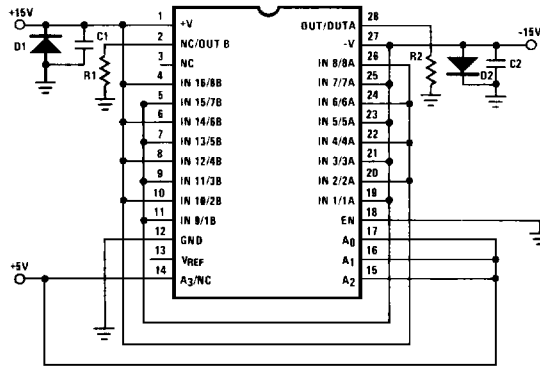 +15V
D1
C1
R1
1 +V
2 NC/OUT B
3 NC
4 IN 16/8B
5 IN 15/7B
6 IN 14/6B
7 IN 13/5B
8 IN 12/4B
9 IN 11/3B
10 IN 10/2B
11 IN 9/1B
12 GND
13 VREF
14 A3/NC
+5V
OUT/OUTA 28
-V 27
IN 8/8A 26
IN 7/7A 25
IN 6/6A 24
IN 5/5A 23
IN 4/4A 22
IN 3/3A 21
IN 2/2A 20
IN 1/1A 19
EN 18
A0 17
A1 16
A2 15
-15V
R2
D2
C2